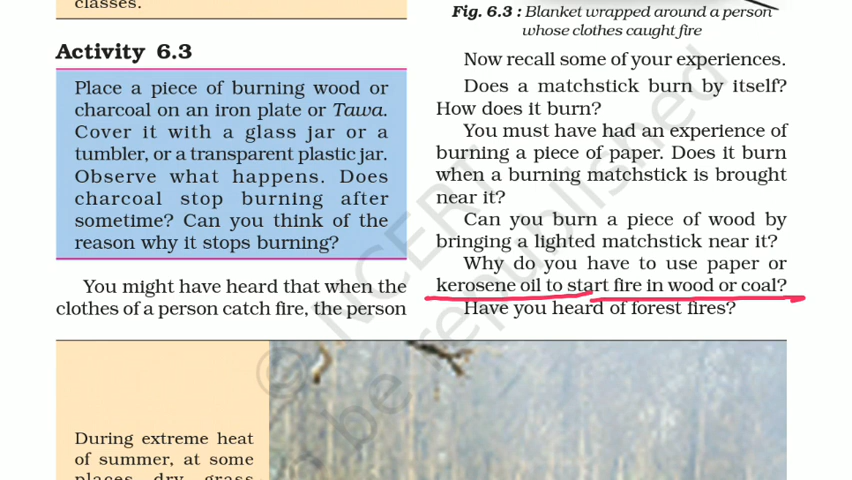 classes.
Activity 6.3
Place a piece of burning wood or
charcoal on an iron plate or Tawa.
Cover it with a glass jar or a
tumbler, or a transparent plastic jar.
Observe what happens. Does
charcoal stop burning after
sometime? Can you think of the
reason why it stops burning?
You might have heard that when the
clothes of a person catch fire, the person
During extreme heat
of summer, at some
places dry grass
Fig. 6.3 : Blanket wrapped around a person
whose clothes caught fire
Now recall some of your experiences.
Does a matchstick burn by itself?
How does it burn?
You must have had an experience of
burning a piece of paper. Does it burn
when a burning matchstick is brought
near it?
Can you burn a piece of wood by
bringing a lighted matchstick near it?
Why do you have to use paper or
kerosene oil to start fire in wood or coal?
Have you heard of forest fires?
© NCERT
be republished